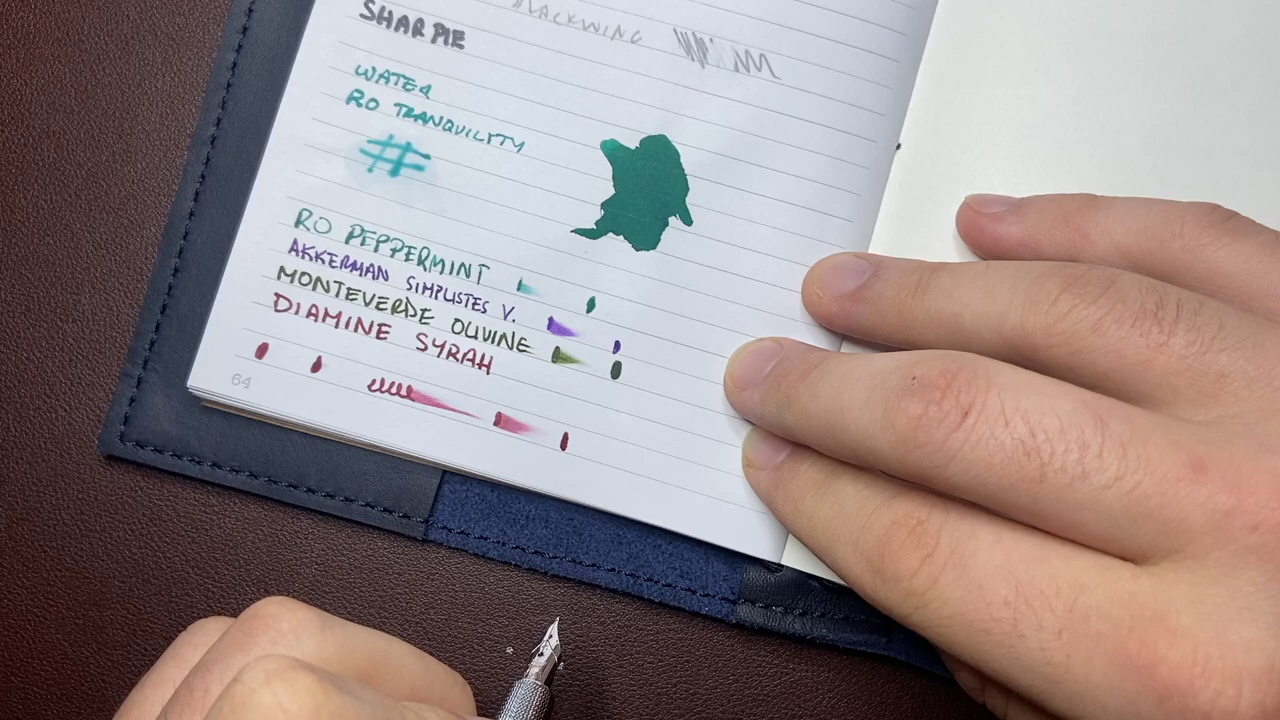 BLACKWING
SHARPIE
WATER
RO TRANQUILITY
RO PEPPERMINT
AKKERMAN SIMPLISTES V.
MONTEVERDE OLIVINE
DIAMINE SYRAH
64